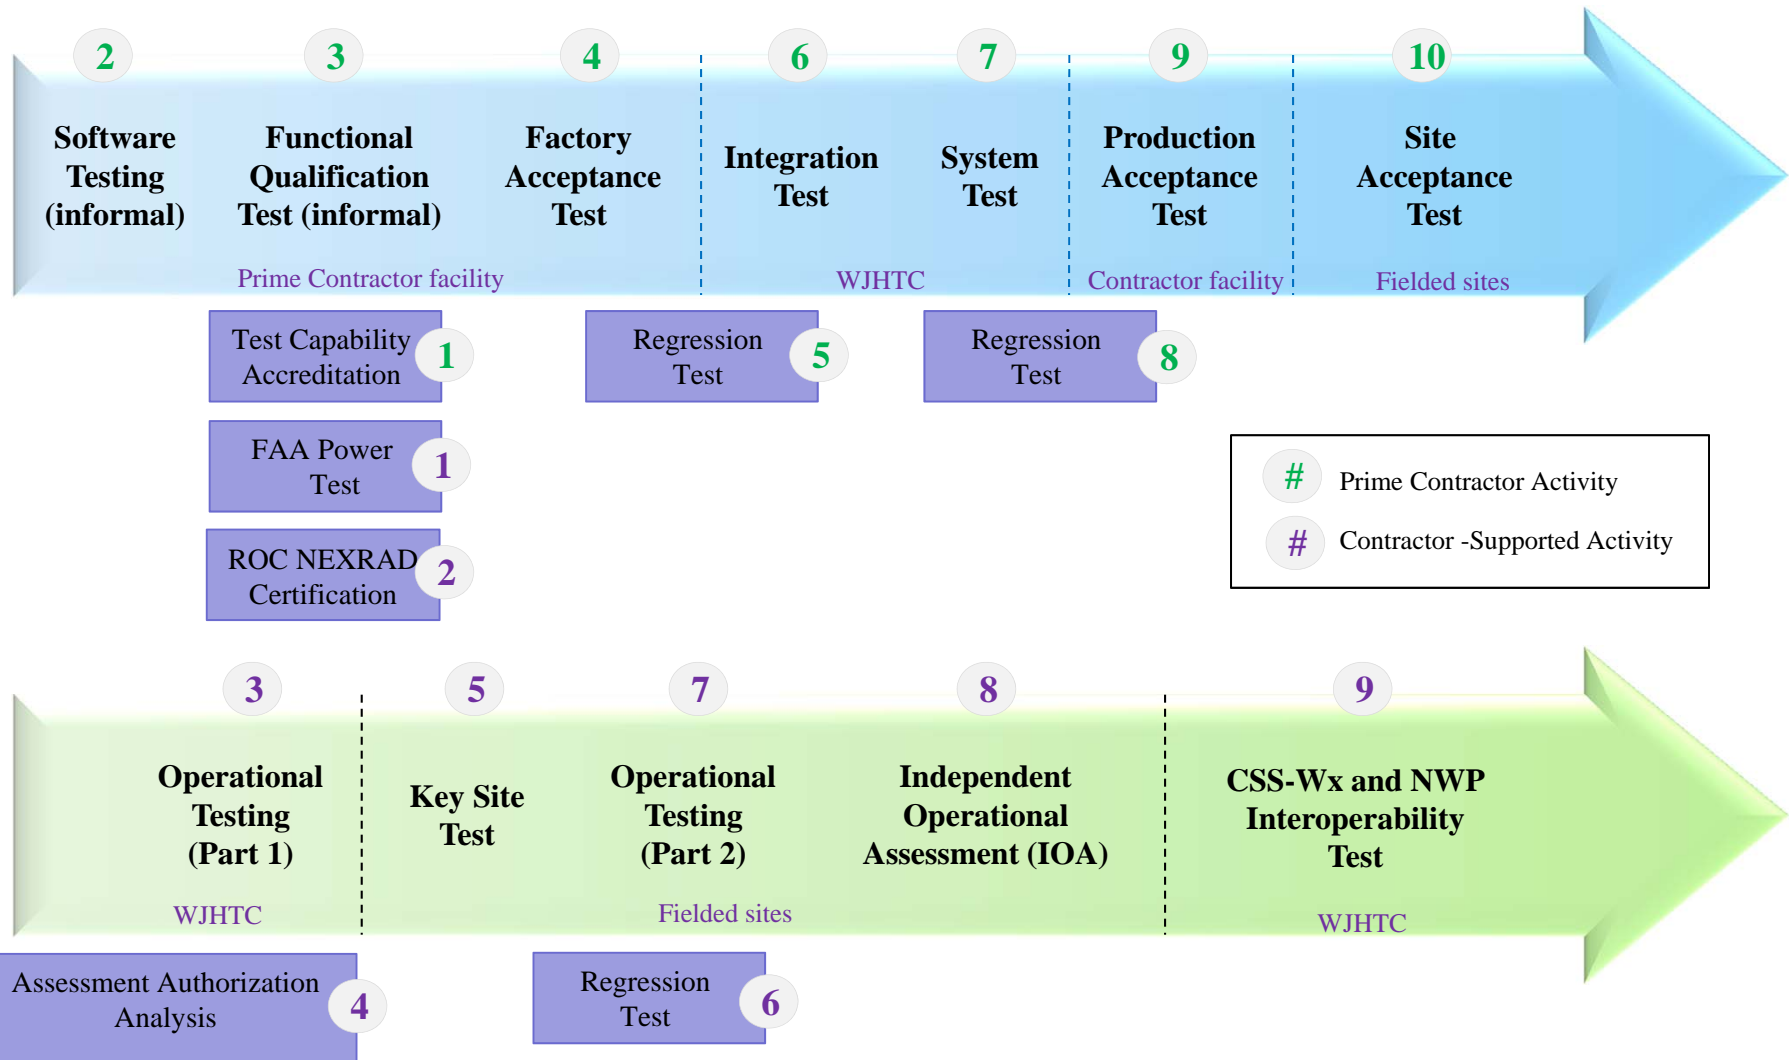 2
3
4
6
7
9
10
Software
Testing
(informal)
Functional
Qualification
Test (informal)
Factory
Acceptance
Test
Integration
Test
System
Test
Production
Acceptance
Test
Site
Acceptance
Test
Prime Contractor facility
WJHTC
Contractor facility
Fielded sites
Test Capability
Accreditation
1
Regression
Test
5
Regression
Test
8
FAA Power
Test
1
ROC NEXRAD
Certification
2
# Prime Contractor Activity
# Contractor -Supported Activity
3
5
7
8
9
Operational
Testing
(Part 1)
Key Site
Test
Operational
Testing
(Part 2)
Independent
Operational
Assessment (IOA)
CSS-Wx and NWP
Interoperability
Test
WJHTC
Fielded sites
WJHTC
Assessment Authorization
Analysis
4
Regression
Test
6